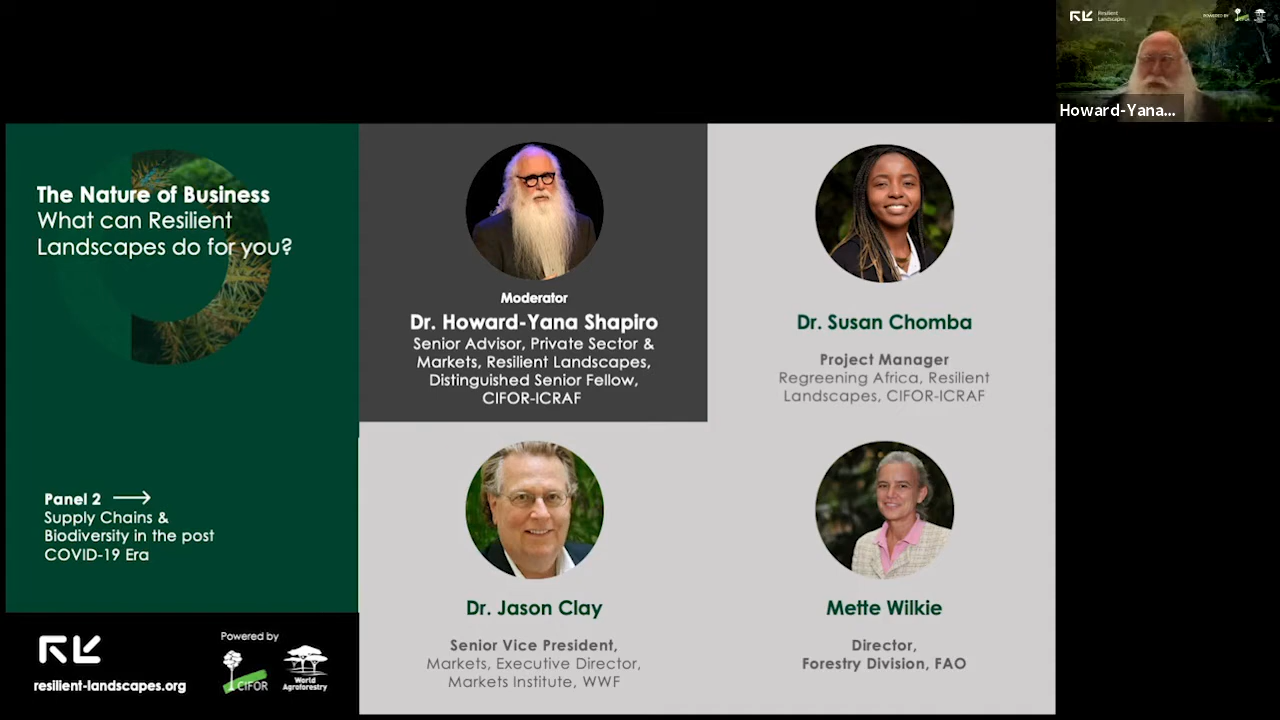 The Nature of Business
What can Resilient
Landscapes do for you?
Panel 2
Supply Chains &
Biodiversity in the post
COVID-19 Era
resilient-landscapes.org
Powered by
CIFOR
World
Agroforestry
Moderator
Dr. Howard-Yana Shapiro
Senior Advisor, Private Sector &
Markets, Resilient Landscapes,
Distinguished Senior Fellow,
CIFOR-ICRAF
Dr. Susan Chomba
Project Manager
Regreening Africa, Resilient
Landscapes, CIFOR-ICRAF
Dr. Jason Clay
Senior Vice President,
Markets, Executive Director,
Markets Institute, WWF
Mette Wilkie
Director,
Forestry Division, FAO
Resilient
Landscapes
POWERED BY
Howard-Yana...